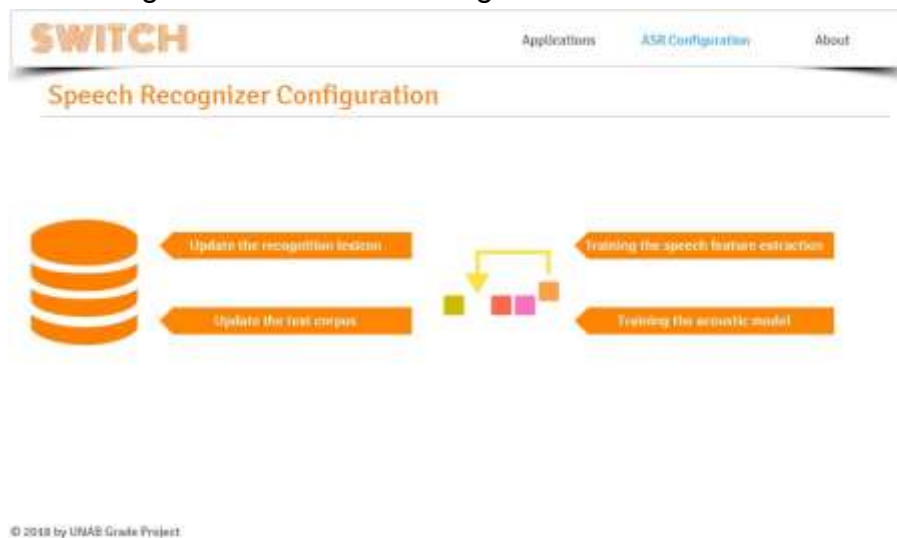 SWITCH
Applications
ASR Configuration
About
Speech Recognizer Configuration
Update the recognition lexicon
Training the speech feature extraction
Update the text corpus
Training the acoustic model
© 2018 by UNAB Grade Project